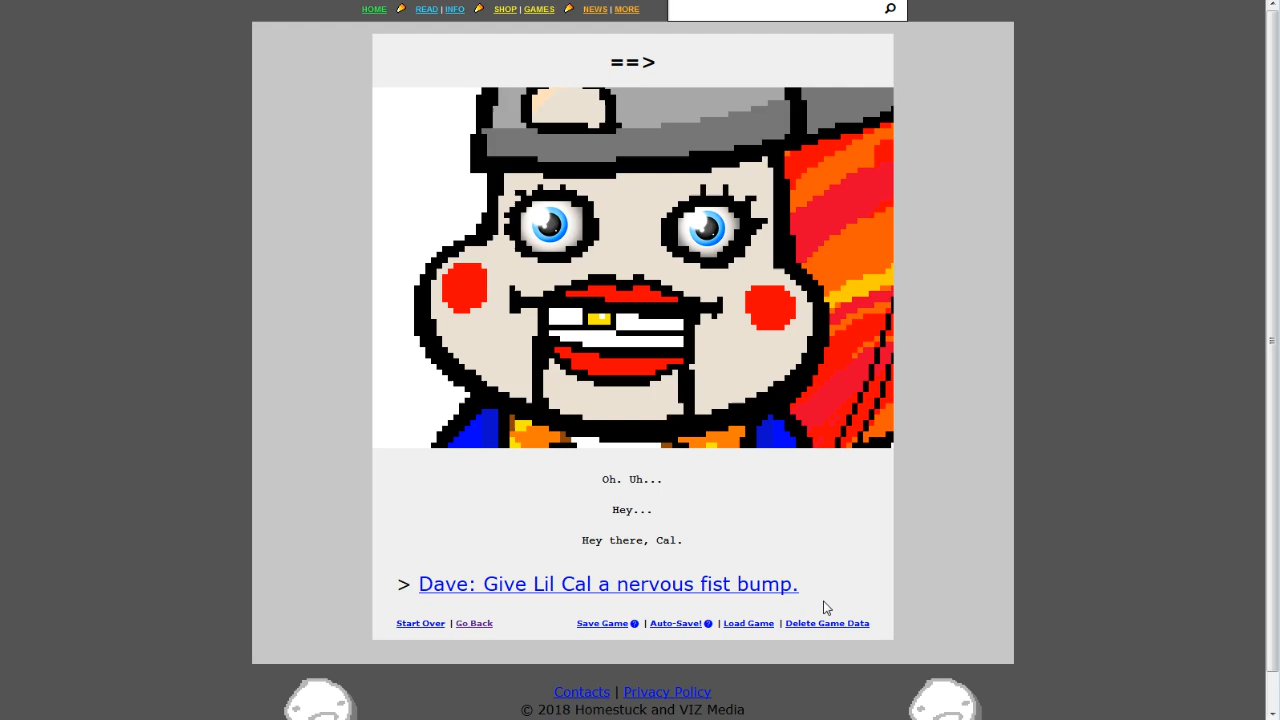 HOME READ | INFO SHOP | GAMES NEWS | MORE
==>
Oh. Uh...
Hey...
Hey there, Cal.
> Dave: Give Lil Cal a nervous fist bump.
Start Over | Go Back Save Game ? | Auto-Save! ? | Load Game | Delete Game Data
Contacts | Privacy Policy
© 2018 Homestuck and VIZ Media